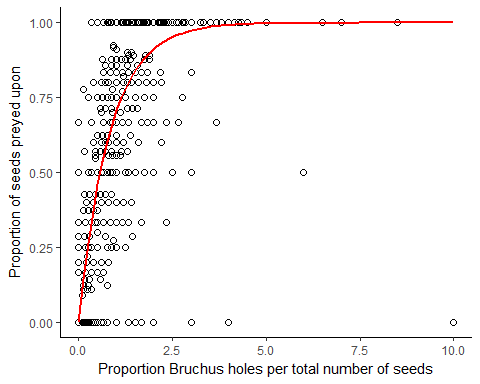 1.00
0.75
0.50
0.25
0.00
Proportion of seeds preyed upon
0.0 2.5 5.0 7.5 10.0
Proportion Bruchus holes per total number of seeds